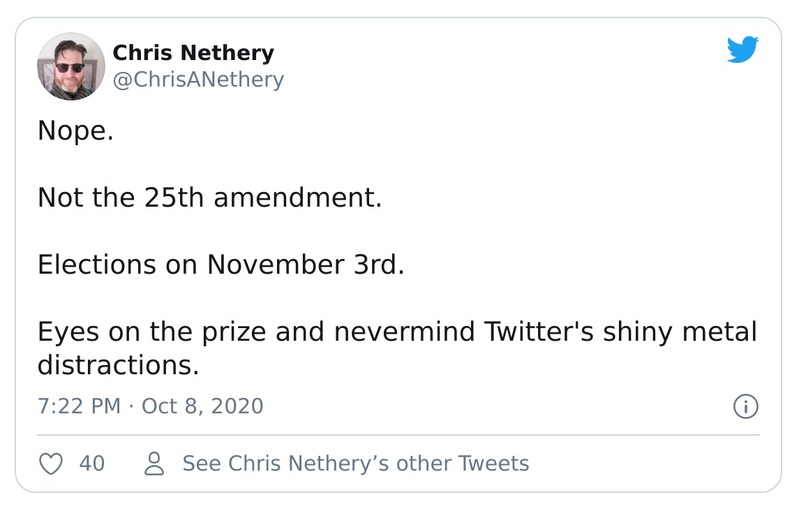 Chris Nethery
@ChrisANethery
Nope.
Not the 25th amendment.
Elections on November 3rd.
Eyes on the prize and nevermind Twitter's shiny metal
distractions.
7:22 PM · Oct 8, 2020
40
See Chris Nethery’s other Tweets